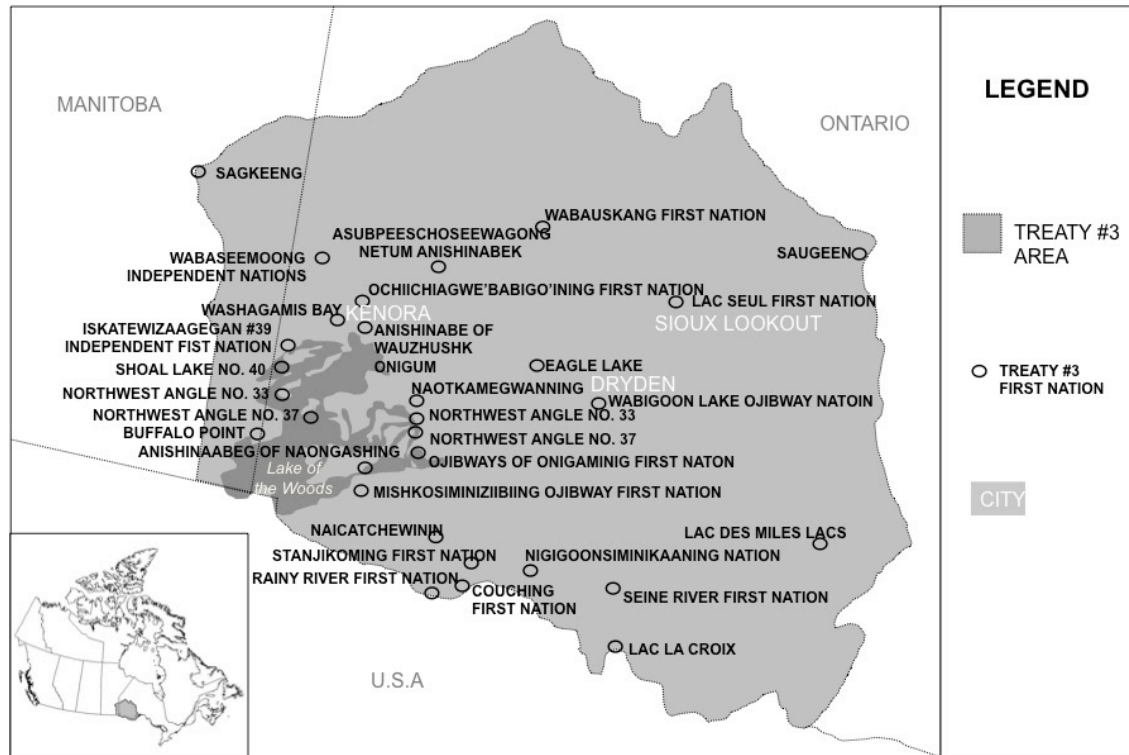 MANITOBA
ONTARIO
SAGKEENG
WABAUSKANG FIRST NATION
ASUBPEESCHOSEEWAGONG
NETUM ANISHINABEK
SAUGEEN
WABASEEMOONG
INDEPENDENT NATIONS
OCHIICHIAGWE'BABIGO'INING FIRST NATION
LAC SEUL FIRST NATION
WASHAGAMIS BAY
KENORA
SIOUX LOOKOUT
ISKATEWIZAAGEGAN #39
INDEPENDENT FIST NATION
ANISHINABE OF
WAUZHUSHK
ONIGUM
SHOAL LAKE NO. 40
EAGLE LAKE
DRYDEN
NAOTKAMEGWANNING
NORTHWEST ANGLE NO. 33
WABIGOON LAKE OJIBWAY NATOIN
NORTHWEST ANGLE NO. 37
NORTHWEST ANGLE NO. 33
BUFFALO POINT
NORTHWEST ANGLE NO. 37
ANISHINAABEG OF NAONGASHING
OJIBWAYS OF ONIGAMINIG FIRST NATON
Lake of
the Woods
MISHKOSIMINIZIIBIING OJIBWAY FIRST NATION
NAICATCHEWININ
LAC DES MILES LACS
STANJIKOMING FIRST NATION
NIGIGOONSIMINIKAANING NATION
RAINY RIVER FIRST NATION
COUCHING
FIRST NATION
SEINE RIVER FIRST NATION
LAC LA CROIX
U.S.A
LEGEND
TREATY #3
AREA
TREATY #3
FIRST NATION
CITY